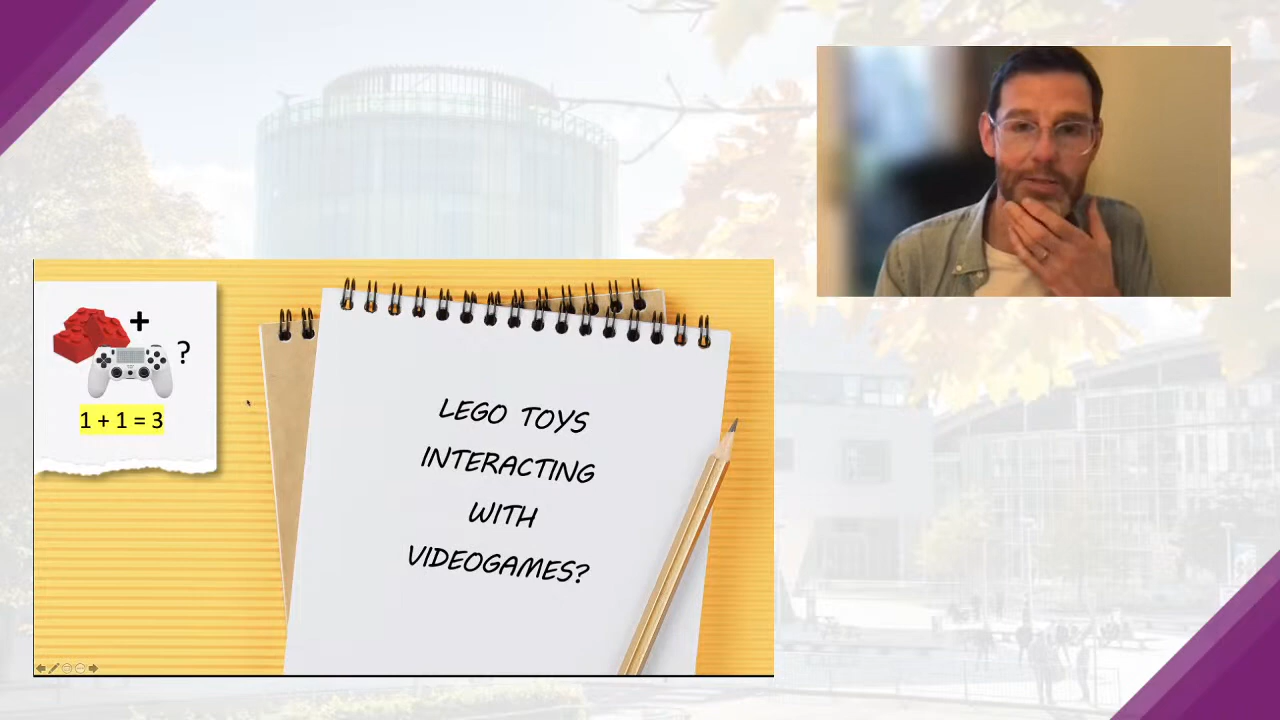 +
?
1 + 1 = 3
LEGO TOYS
INTERACTING
WITH
VIDEOGAMES?